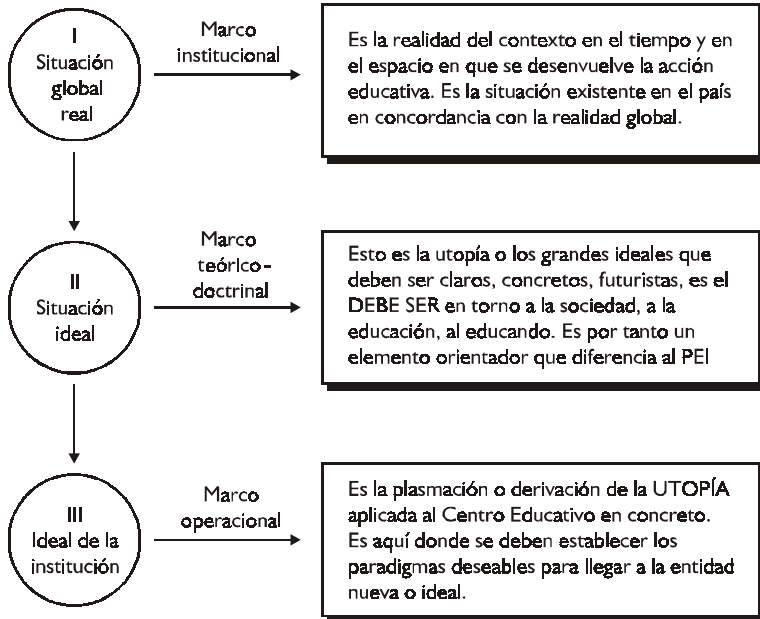 I
Situación
global
real
Marco
institucional
Es la realidad del contexto en el tiempo y en
el espacio en que se desenvuelve la acción
educativa. Es la situación existente en el país
en concordancia con la realidad global.
II
Situación
ideal
Marco
teórico-
doctrinal
Esto es la utopía o los grandes ideales que
deben ser claros, concretos, futuristas, es el
DEBE SER en torno a la sociedad, a la
educación, al educando. Es por tanto un
elemento orientador que diferencia al PEI
III
Ideal de la
institución
Marco
operacional
Es la plasmación o derivación de la UTOPÍA
aplicada al Centro Educativo en concreto.
Es aquí donde se deben establecer los
paradigmas deseables para llegar a la entidad
nueva o ideal.